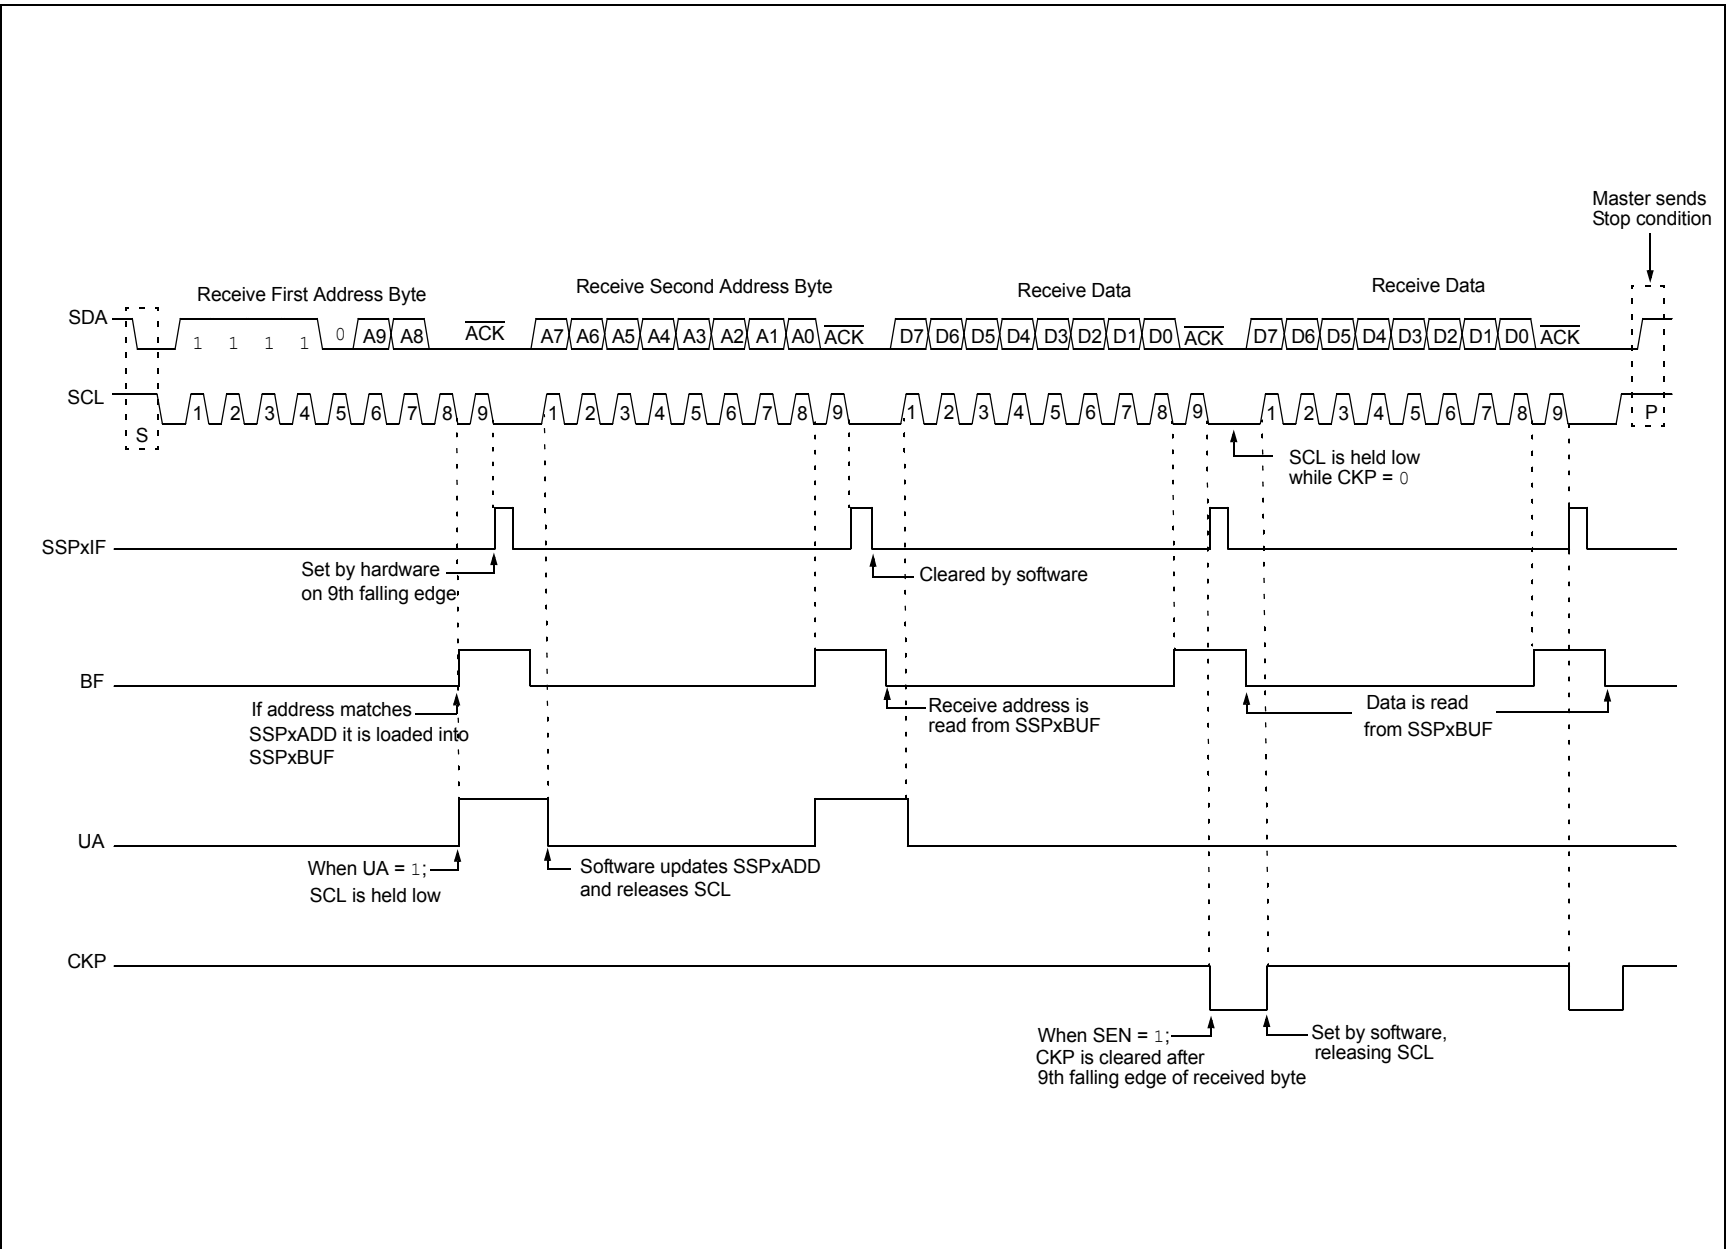 Master sends
Stop condition
Receive First Address Byte
Receive Second Address Byte
Receive Data
Receive Data
SDA
1 1 1 1 0 A9 A8 ACK A7 A6 A5 A4 A3 A2 A1 A0 ACK D7 D6 D5 D4 D3 D2 D1 D0 ACK D7 D6 D5 D4 D3 D2 D1 D0 ACK
SCL
S 1 2 3 4 5 6 7 8 9 1 2 3 4 5 6 7 8 9 1 2 3 4 5 6 7 8 9 1 2 3 4 5 6 7 8 9 P
SCL is held low
while CKP = 0
SSPxIF
Set by hardware
on 9th falling edge
Cleared by software
BF
If address matches
SSPxADD it is loaded into
SSPxBUF
Receive address is
read from SSPxBUF
Data is read
from SSPxBUF
UA
When UA = 1;
SCL is held low
Software updates SSPxADD
and releases SCL
CKP
When SEN = 1;
CKP is cleared after
9th falling edge of received byte
Set by software,
releasing SCL